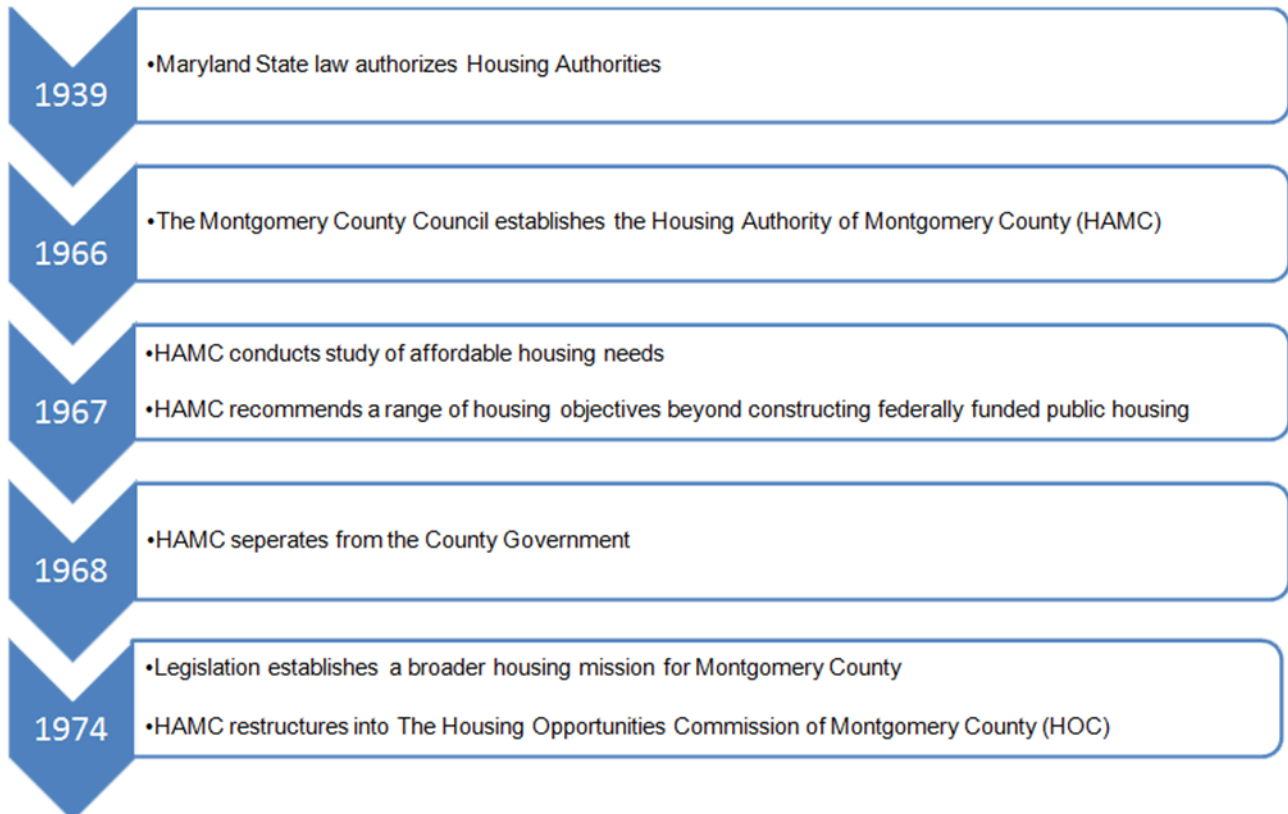 1939
•Maryland State law authorizes Housing Authorities
1966
•The Montgomery County Council establishes the Housing Authority of Montgomery County (HAMC)
1967
•HAMC conducts study of affordable housing needs
•HAMC recommends a range of housing objectives beyond constructing federally funded public housing
1968
•HAMC seperates from the County Government
1974
•Legislation establishes a broader housing mission for Montgomery County
•HAMC restructures into The Housing Opportunities Commission of Montgomery County (HOC)